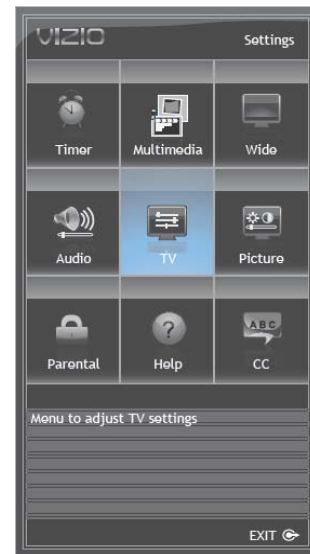 VIZIO
Settings
Timer
Multimedia
Wide
Audio
TV
Picture
Parental
Help
?
ABC
CC
Menu to adjust TV settings
EXIT